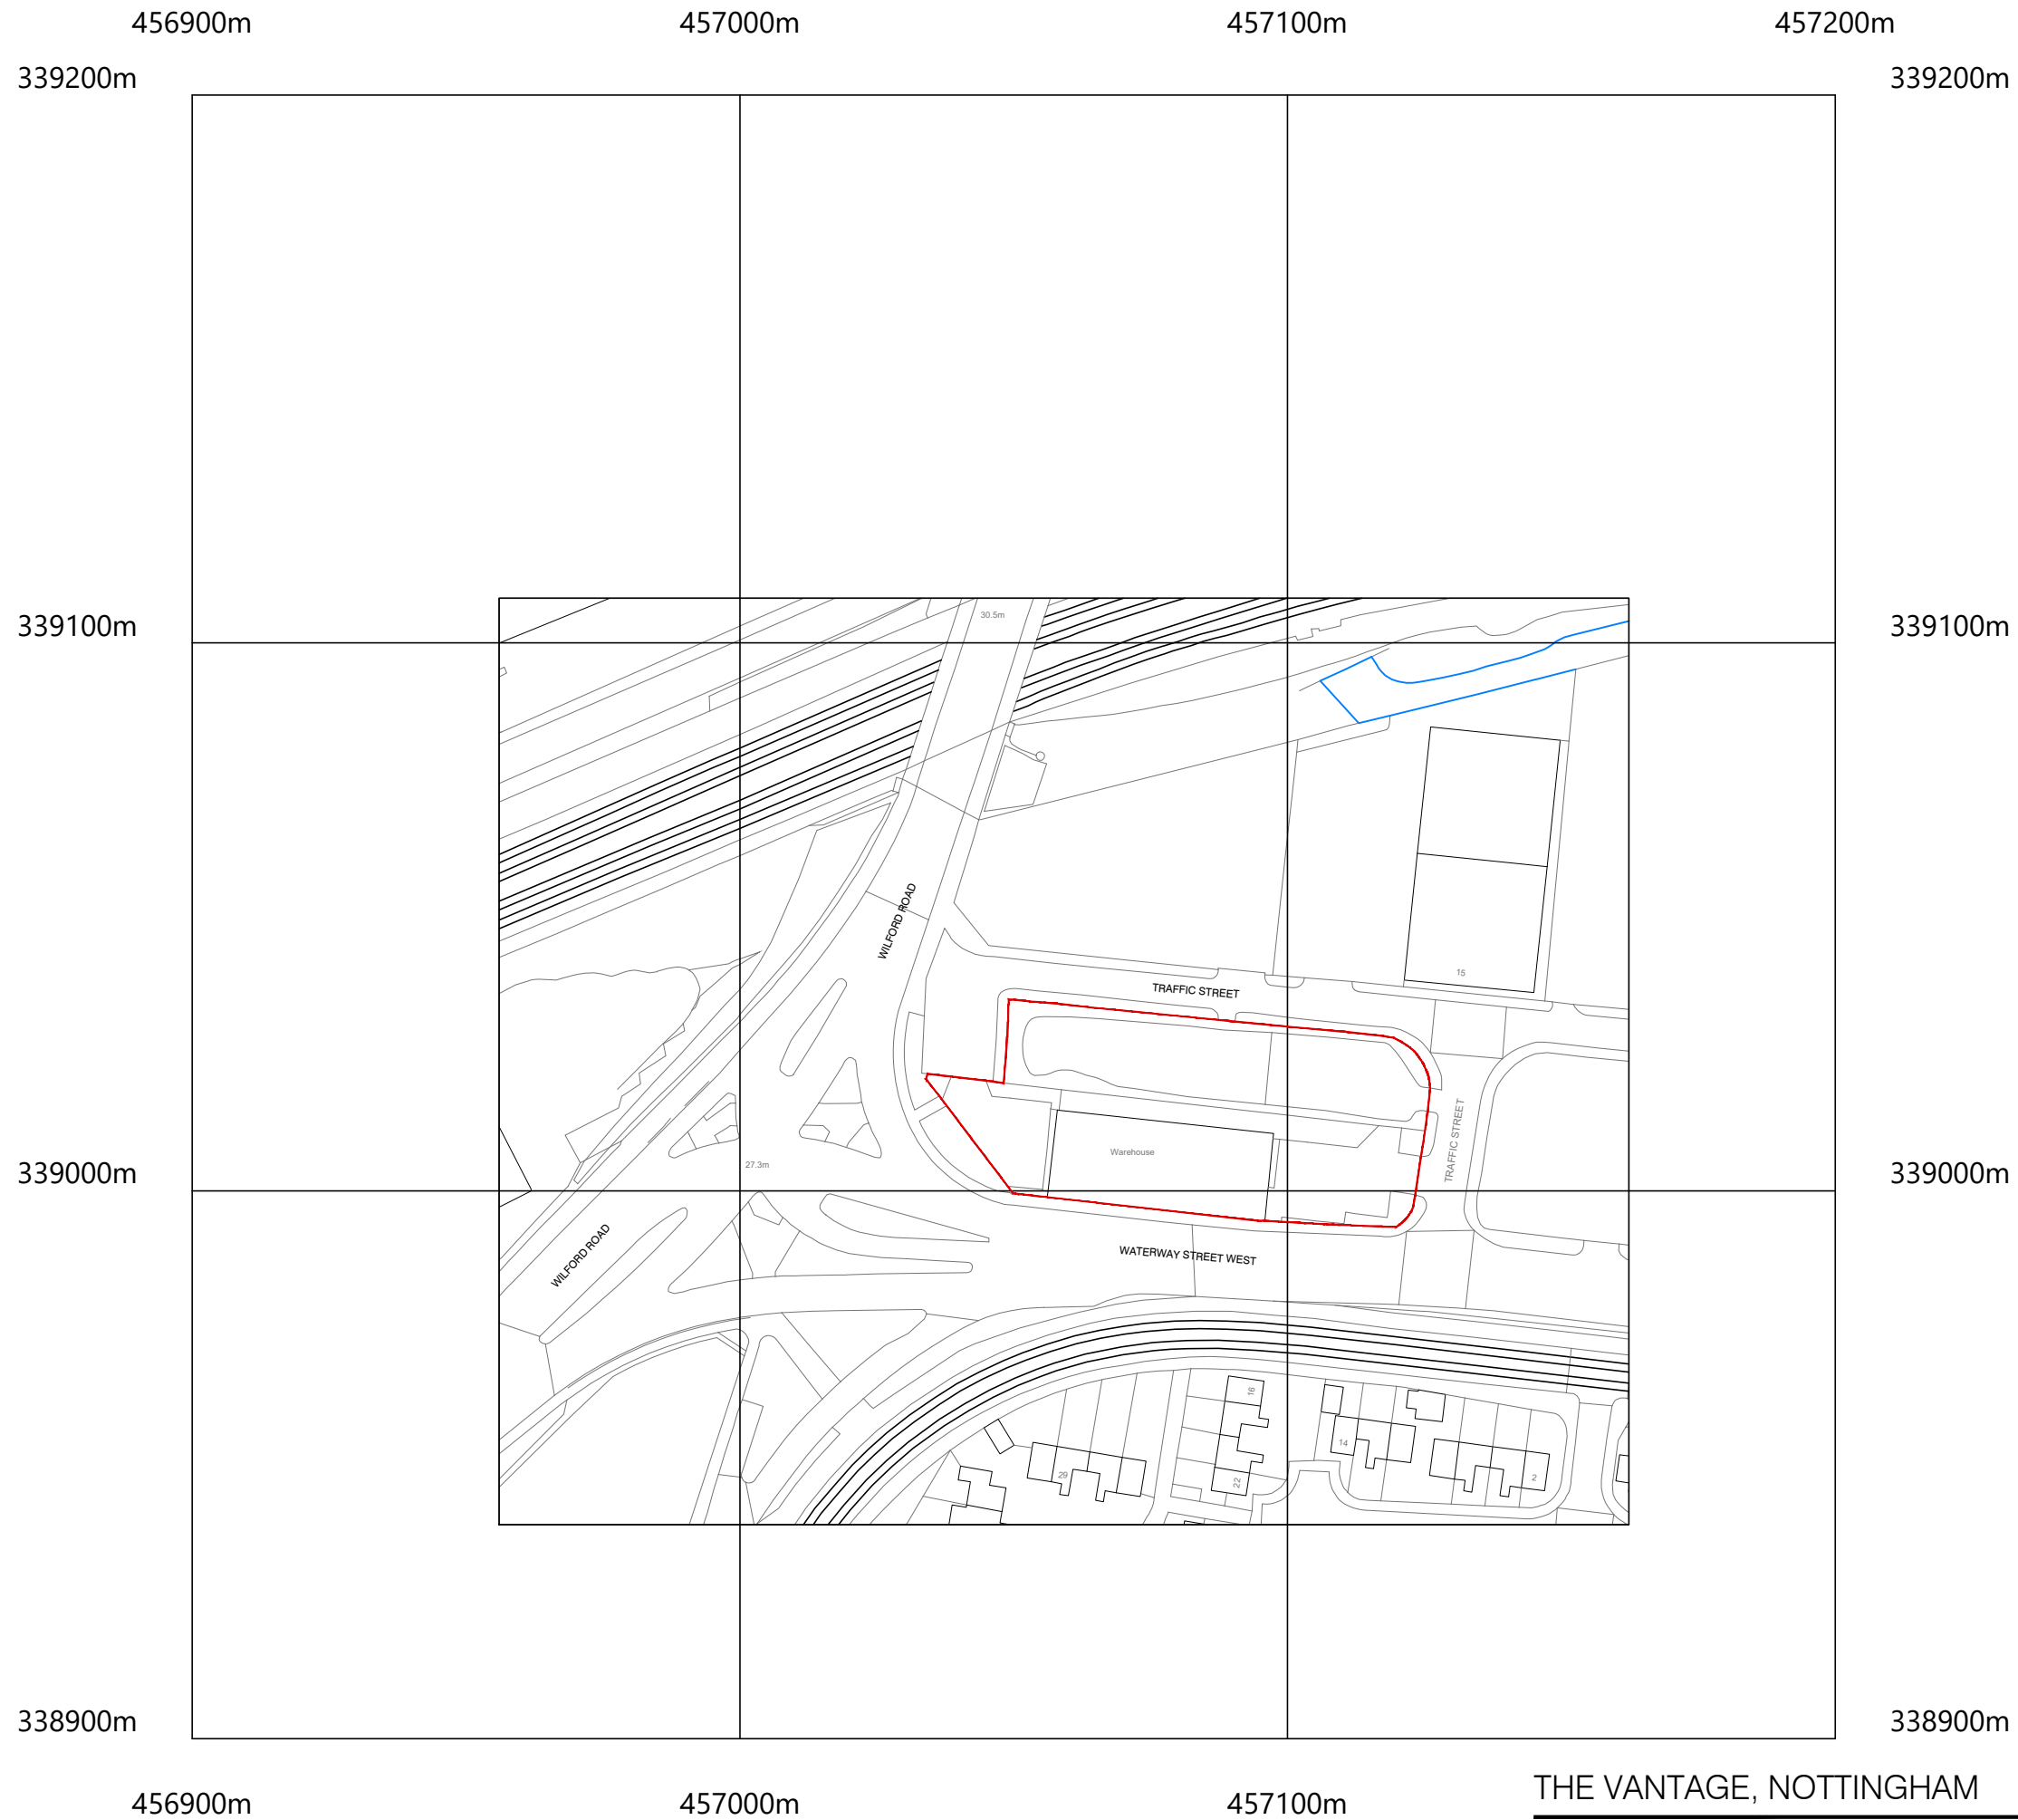 456900m 457000m 457100m 457200m
339200m 339200m
30.5m
339100m 339100m
WILFORD ROAD
15
TRAFFIC STREET
TRAFFIC STREET
Warehouse
27.3m
339000m 339000m
WILFORD ROAD
WATERWAY STREET WEST
16
14
29
22
2
338900m 338900m
THE VANTAGE, NOTTINGHAM
456900m 457000m 457100m